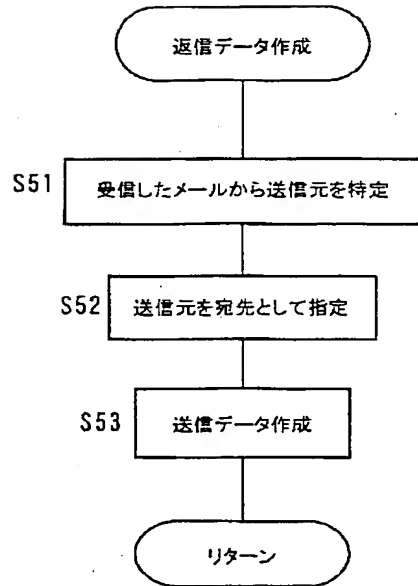 返信データ作成
S51 受信したメールから送信元を特定
S52 送信元を宛先として指定
S53 送信データ作成
リターン